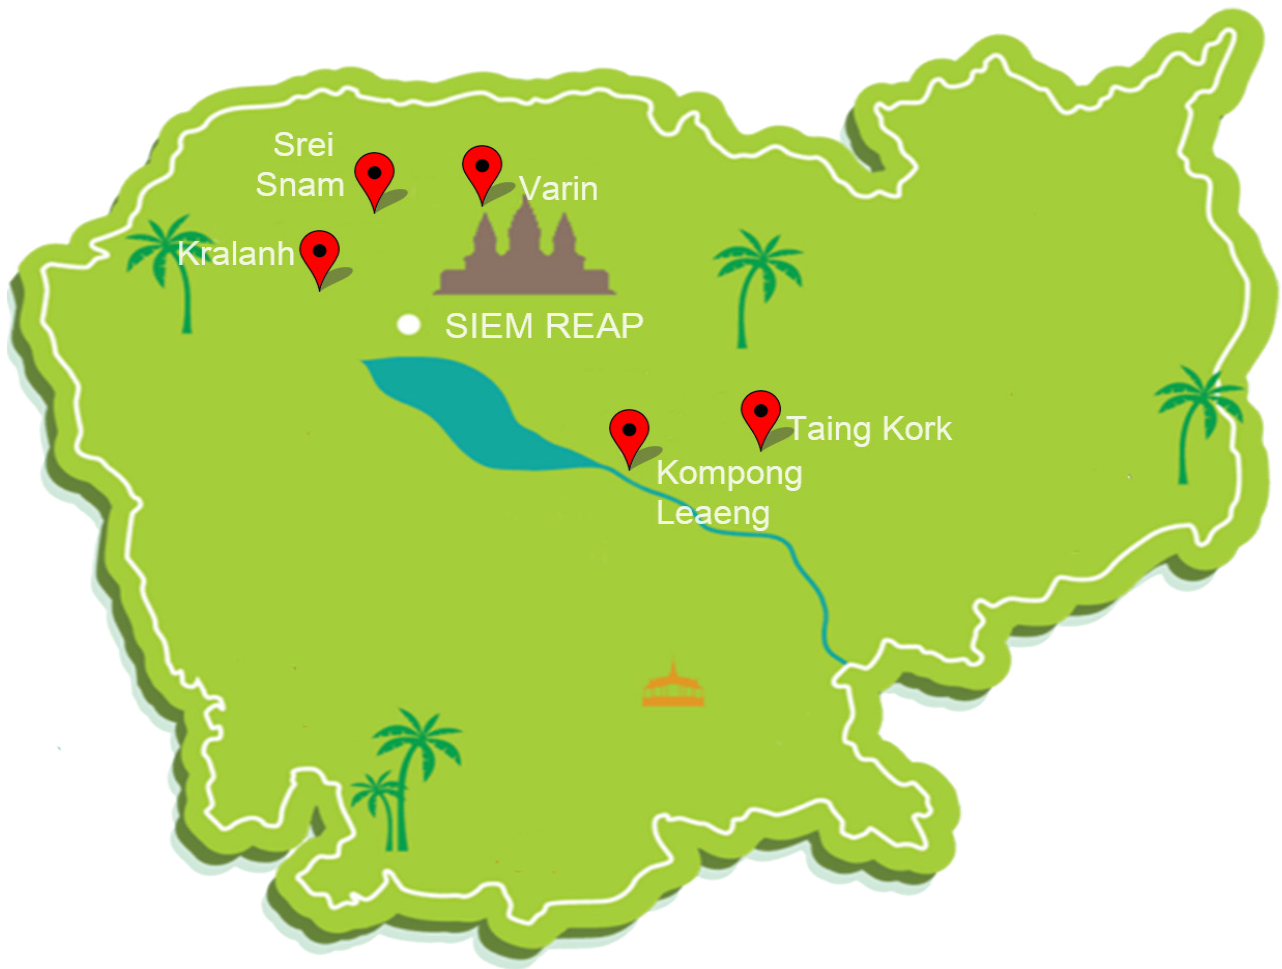 Srei
Snam
Varin
Kralanh
SIEM REAP
Taing Kork
Kompong
Leaeng